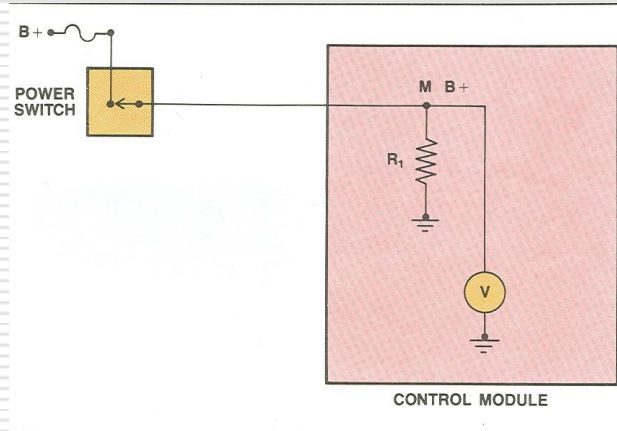 B+
POWER
SWITCH
M B+
R₁
V
CONTROL MODULE